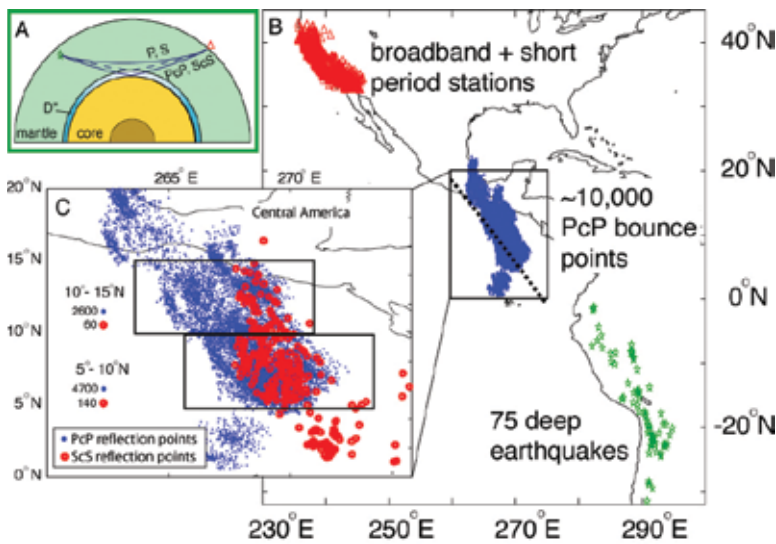 A
P, S
PcP, ScS
D"
mantle
core
B
broadband + short
period stations
40°N
20°N
0°N
-20°N
~10,000
PcP bounce
points
75 deep
earthquakes
230°E
250°E
270°E
290°E
265°E
270°E
C
Central America
20°N
15°N
10°N
5°N
0°N
10°- 15°N
2600
60
5°- 10°N
4700
140
PcP reflection points
ScS reflection points